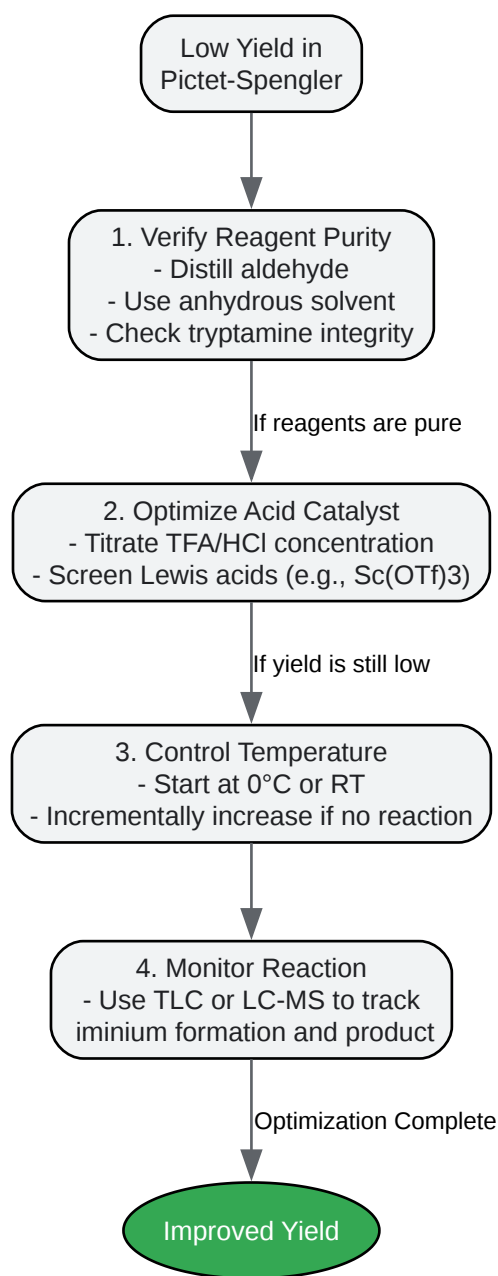 Low Yield in
Pictet-Spengler
1. Verify Reagent Purity
- Distill aldehyde
- Use anhydrous solvent
- Check tryptamine integrity
If reagents are pure
2. Optimize Acid Catalyst
- Titrate TFA/HCl concentration
- Screen Lewis acids (e.g., Sc(OTf)3)
If yield is still low
3. Control Temperature
- Start at 0°C or RT
- Incrementally increase if no reaction
4. Monitor Reaction
- Use TLC or LC-MS to track
iminium formation and product
Optimization Complete
Improved Yield